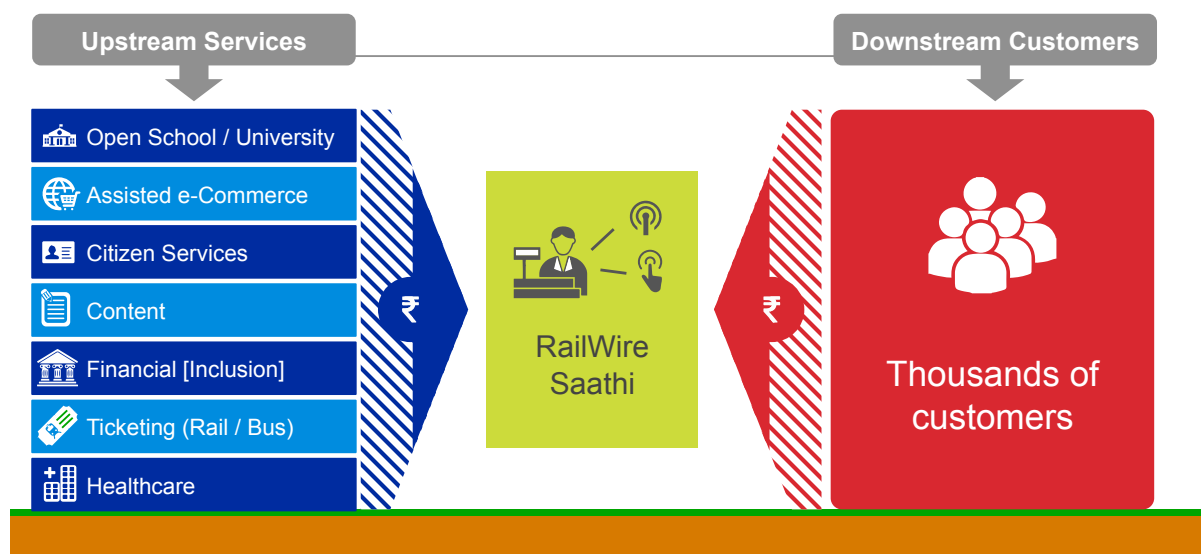 Upstream Services
Downstream Customers
Open School / University
Assisted e-Commerce
Citizen Services
Content
Financial [Inclusion]
Ticketing (Rail / Bus)
Healthcare
₹
RailWire
Saathi
₹
Thousands of
customers